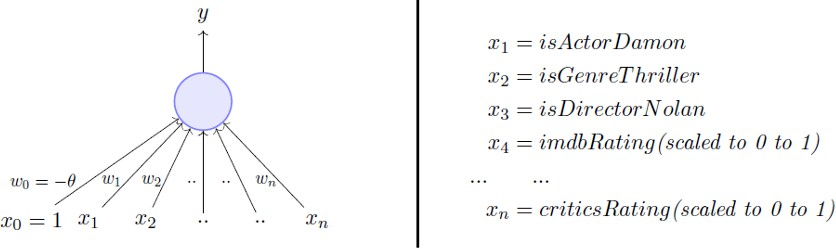 y
w₀ = −θ w₁ w₂ .. .. wₙ
x₀ = 1 x₁ x₂ .. .. xₙ
x₁ = isActorDamon
x₂ = isGenreThriller
x₃ = isDirectorNolan
x₄ = imdbRating(scaled to 0 to 1)
... ...
xₙ = criticsRating(scaled to 0 to 1)